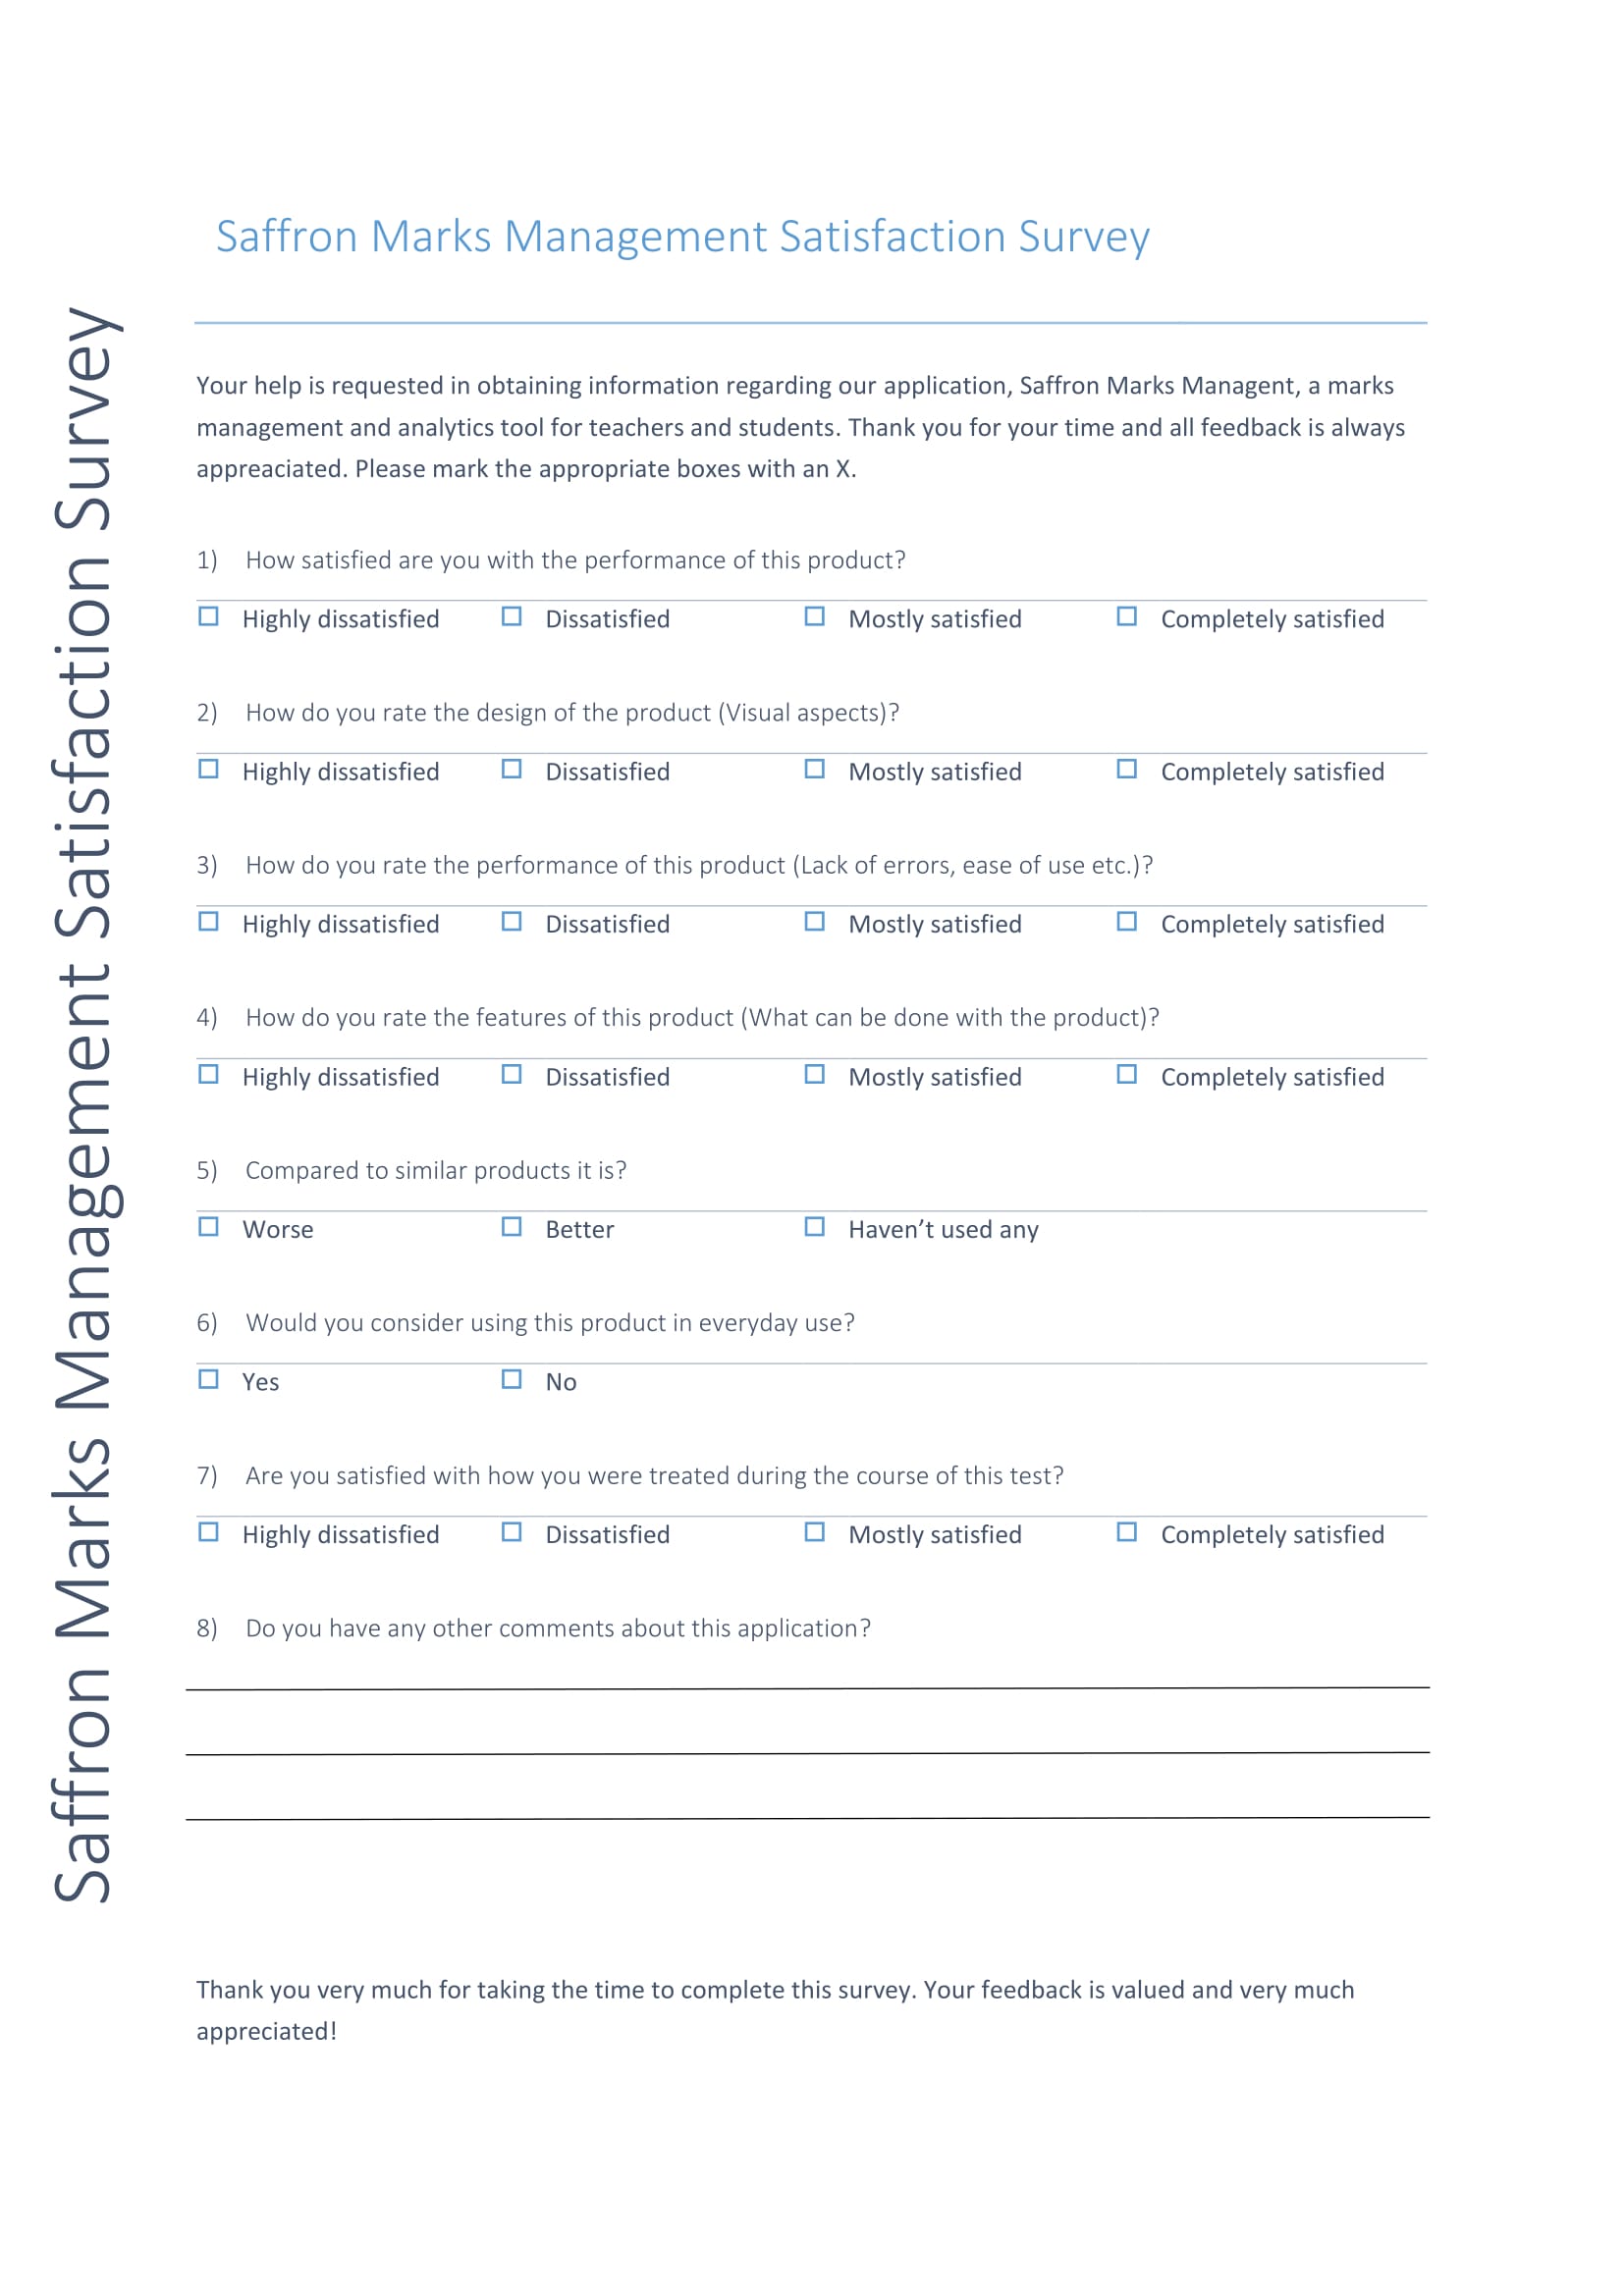 Saffron Marks Management Satisfaction Survey
Saffron Marks Management Satisfaction Survey
Your help is requested in obtaining information regarding our application, Saffron Marks Managent, a marks
management and analytics tool for teachers and students. Thank you for your time and all feedback is always
appreaciated. Please mark the appropriate boxes with an X.
1) How satisfied are you with the performance of this product?
Highly dissatisfied Dissatisfied Mostly satisfied Completely satisfied
2) How do you rate the design of the product (Visual aspects)?
Highly dissatisfied Dissatisfied Mostly satisfied Completely satisfied
3) How do you rate the performance of this product (Lack of errors, ease of use etc.)?
Highly dissatisfied Dissatisfied Mostly satisfied Completely satisfied
4) How do you rate the features of this product (What can be done with the product)?
Highly dissatisfied Dissatisfied Mostly satisfied Completely satisfied
5) Compared to similar products it is?
Worse Better Haven’t used any
6) Would you consider using this product in everyday use?
Yes No
7) Are you satisfied with how you were treated during the course of this test?
Highly dissatisfied Dissatisfied Mostly satisfied Completely satisfied
8) Do you have any other comments about this application?
Thank you very much for taking the time to complete this survey. Your feedback is valued and very much
appreciated!